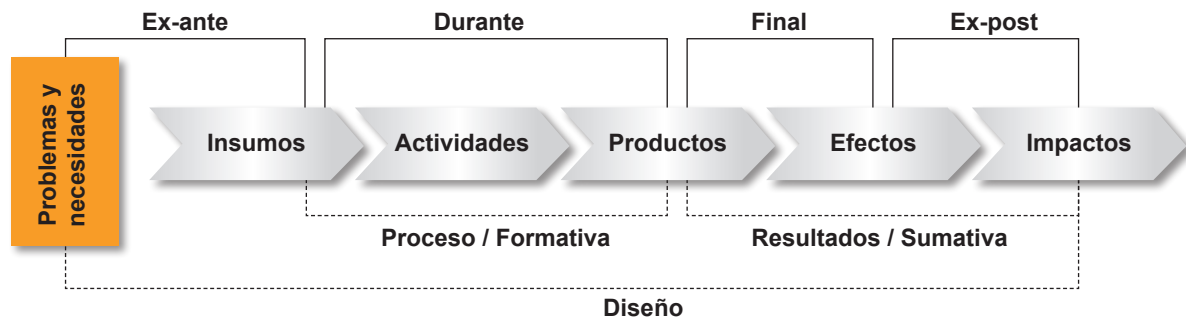 Ex-ante
Durante
Final
Ex-post
Problemas y
necesidades
Insumos
Actividades
Productos
Efectos
Impactos
Proceso / Formativa
Resultados / Sumativa
Diseño